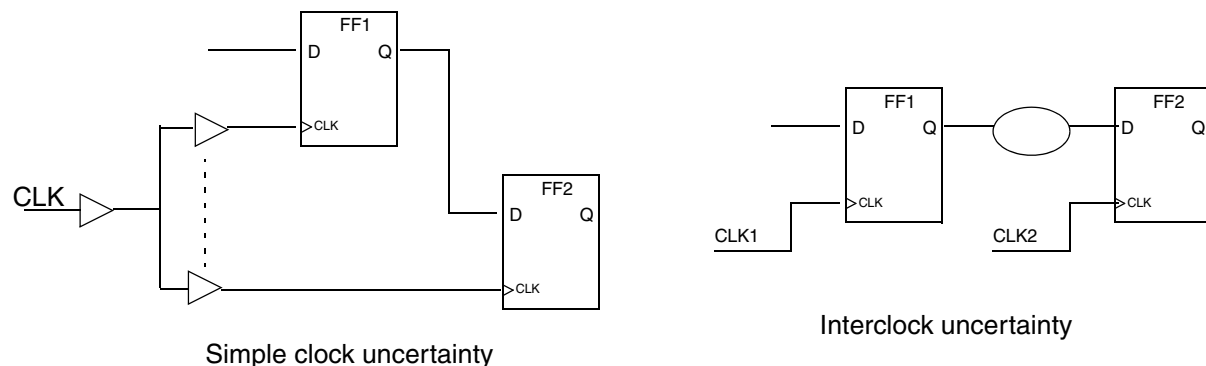 FF1
D Q
CLK
CLK
FF2
D Q
CLK
Simple clock uncertainty
FF1
D Q
CLK
CLK1
FF2
D Q
CLK
CLK2
Interclock uncertainty